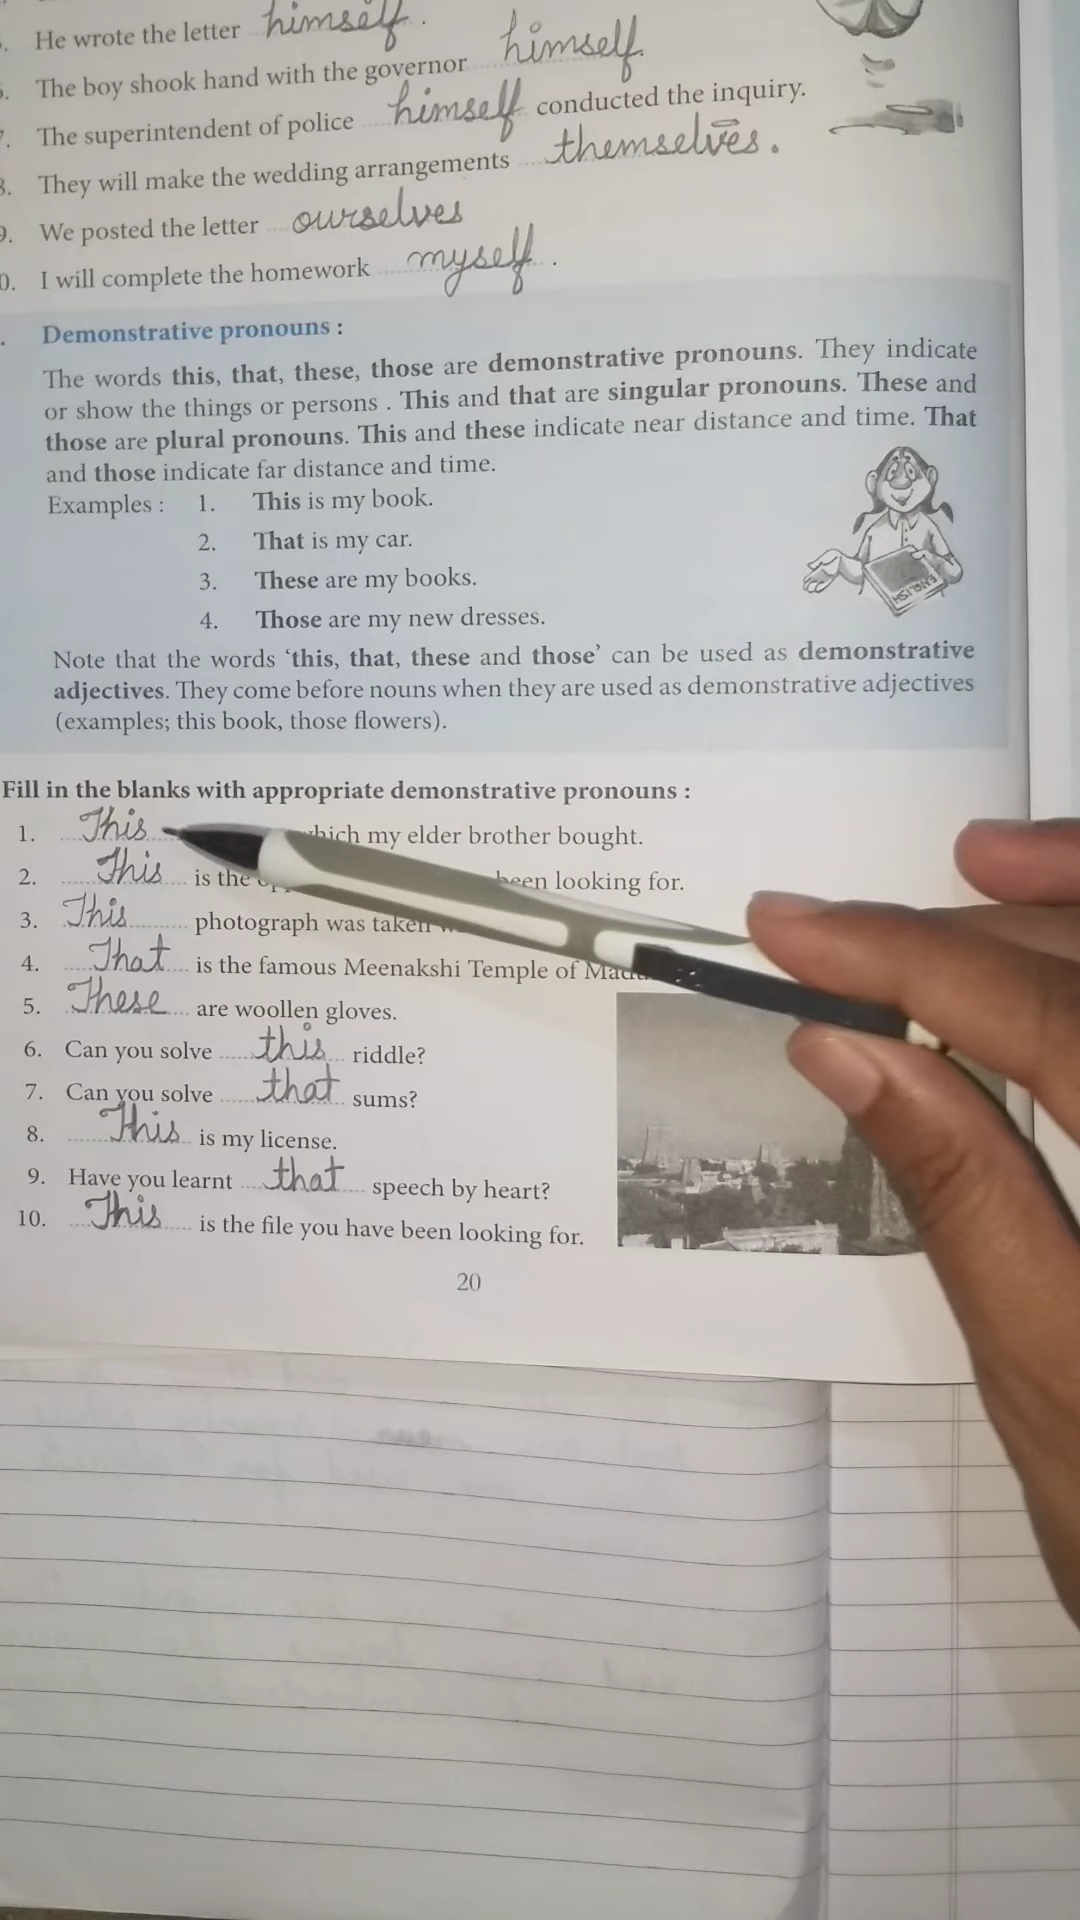 He wrote the letter himself.
The boy shook hand with the governor himself.
The superintendent of police himself conducted the inquiry.
They will make the wedding arrangements themselves.
We posted the letter ourselves
I will complete the homework myself.
Demonstrative pronouns :
The words this, that, these, those are demonstrative pronouns. They indicate
or show the things or persons . This and that are singular pronouns. These and
those are plural pronouns. This and these indicate near distance and time. That
and those indicate far distance and time.
Examples : 1. This is my book.
2. That is my car.
3. These are my books.
4. Those are my new dresses.
ENGLISH
Note that the words ‘this, that, these and those’ can be used as demonstrative
adjectives. They come before nouns when they are used as demonstrative adjectives
(examples; this book, those flowers).
Fill in the blanks with appropriate demonstrative pronouns :
1. This which my elder brother bought.
2. This is the been looking for.
3. This photograph was taken
4. That is the famous Meenakshi Temple of
5. These are woollen gloves.
6. Can you solve this riddle?
7. Can you solve that sums?
8. This is my license.
9. Have you learnt that speech by heart?
10. This is the file you have been looking for.
20